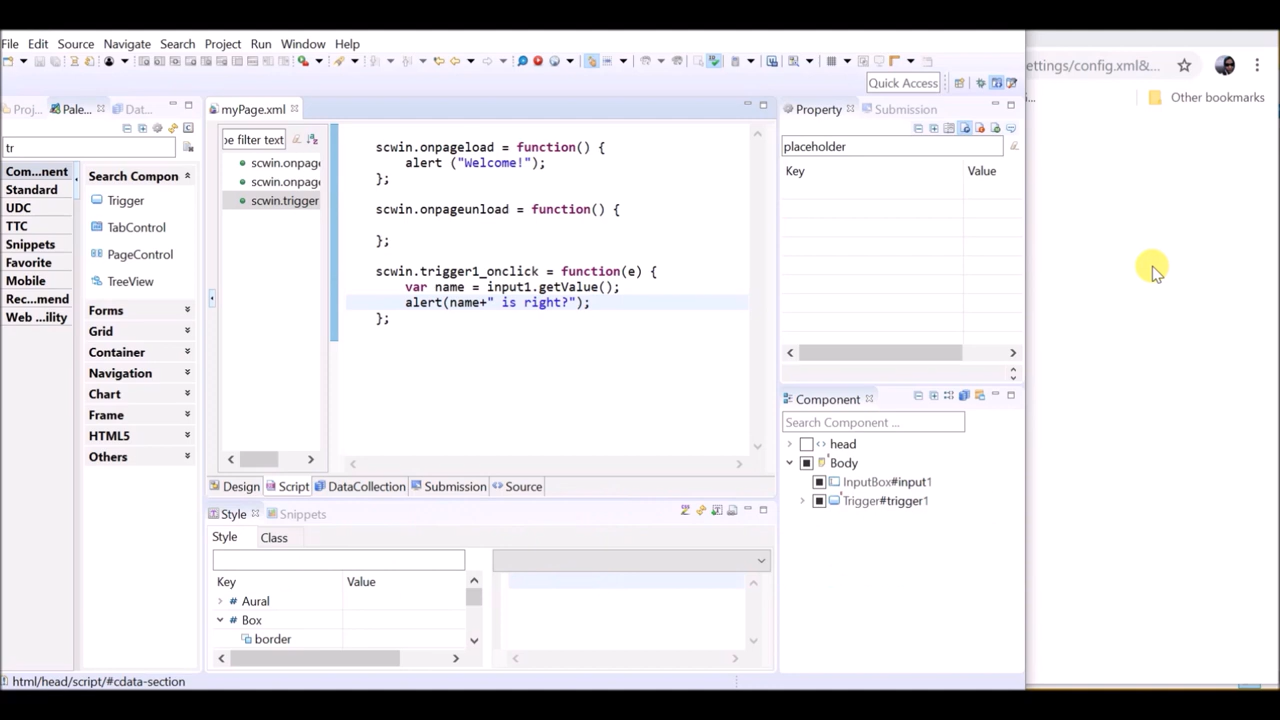 File Edit Source Navigate Search Project Run Window Help
Quick Access
ettings/config.xml&...
Other bookmarks
Proj...
Pale...
Dat...
tr
Com...nent
Standard
UDC
TTC
Snippets
Favorite
Mobile
Rec...mend
Web ...ility
Search Compon
Trigger
TabControl
PageControl
TreeView
Forms
Grid
Container
Navigation
Chart
Frame
HTML5
Others
myPage.xml
pe filter text
scwin.onpage
scwin.onpage
scwin.trigger
scwin.onpageload = function() {
alert ("Welcome!");
};
scwin.onpageunload = function() {
};
scwin.trigger1_onclick = function(e) {
var name = input1.getValue();
alert(name+" is right?");
};
Design Script DataCollection Submission Source
Style Snippets
Style Class
Key Value
# Aural
# Box
border
Property Submission
placeholder
Key Value
Component
Search Component ...
head
Body
InputBox#input1
Trigger#trigger1
html/head/script/#cdata-section